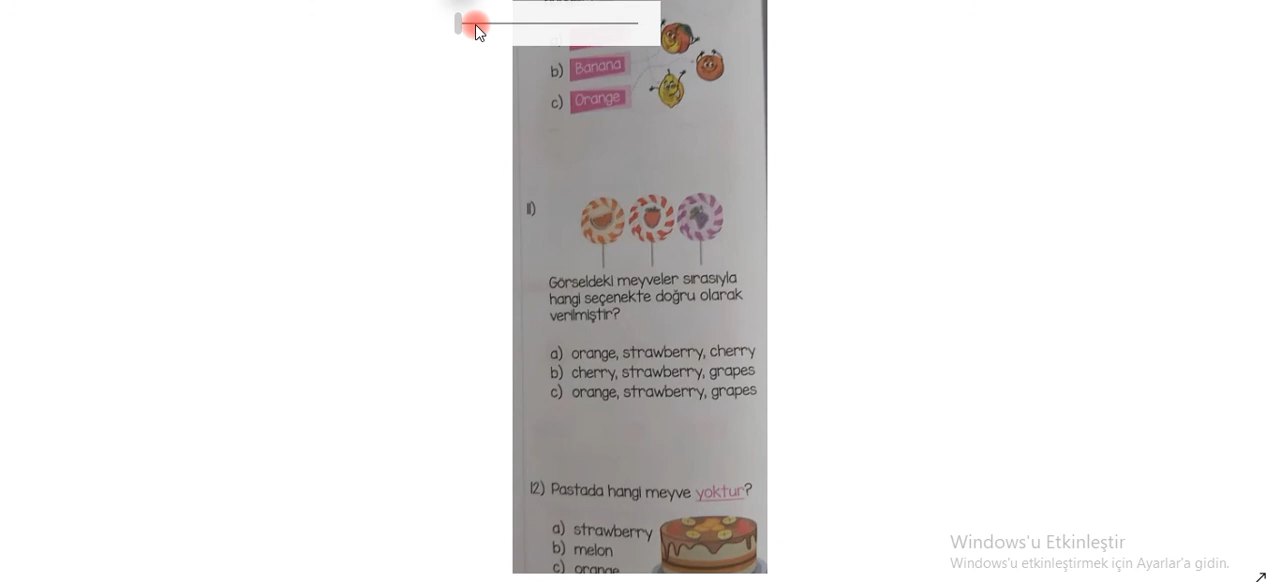 b) Banana
c) Orange
11)
Görseldeki meyveler sırasıyla
hangi seçenekte doğru olarak
verilmiştir?
a) orange, strawberry, cherry
b) cherry, strawberry, grapes
c) orange, strawberry, grapes
12) Pastada hangi meyve yoktur?
a) strawberry
b) melon
c) orange
Windows'u Etkinleştir
Windows'u etkinleştirmek için Ayarlar'a gidin.